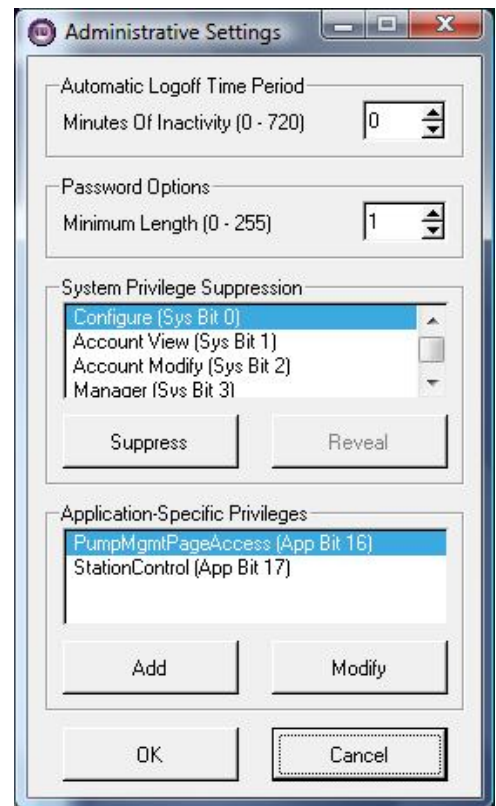 Administrative Settings
Automatic Logoff Time Period
Minutes Of Inactivity (0 - 720)
0
Password Options
Minimum Length (0 - 255)
1
System Privilege Suppression
Configure (Sys Bit 0)
Account View (Sys Bit 1)
Account Modify (Sys Bit 2)
Manager (Sys Bit 3)
Suppress
Reveal
Application-Specific Privileges
PumpMgmtPageAccess (App Bit 16)
StationControl (App Bit 17)
Add
Modify
OK
Cancel